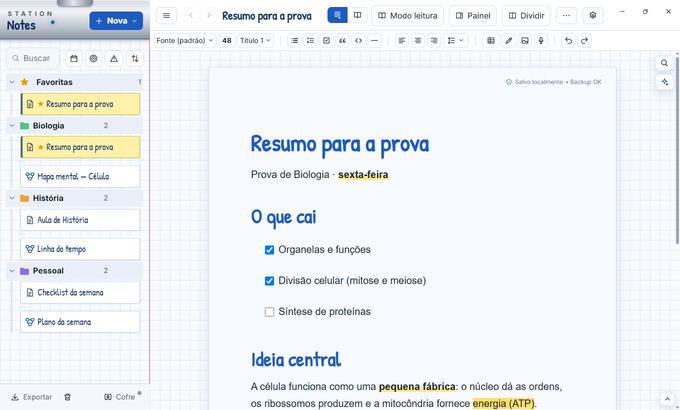 STATION
Notes
+ Nova
Resumo para a prova
Modo leitura
Painel
Dividir
Buscar
Fonte (padrão)
48
Título 1
Favoritas 1
Resumo para a prova
Biologia 2
Resumo para a prova
Mapa mental — Célula
História 2
Aula de História
Linha do tempo
Pessoal 2
Checklist da semana
Plano da semana
Exportar
Cofre
Salvo localmente • Backup OK
Resumo para a prova
Prova de Biologia · sexta-feira
O que cai
Organelas e funções
Divisão celular (mitose e meiose)
Síntese de proteínas
Ideia central
A célula funciona como uma pequena fábrica: o núcleo dá as ordens,
os ribossomos produzem e a mitocôndria fornece energia (ATP).